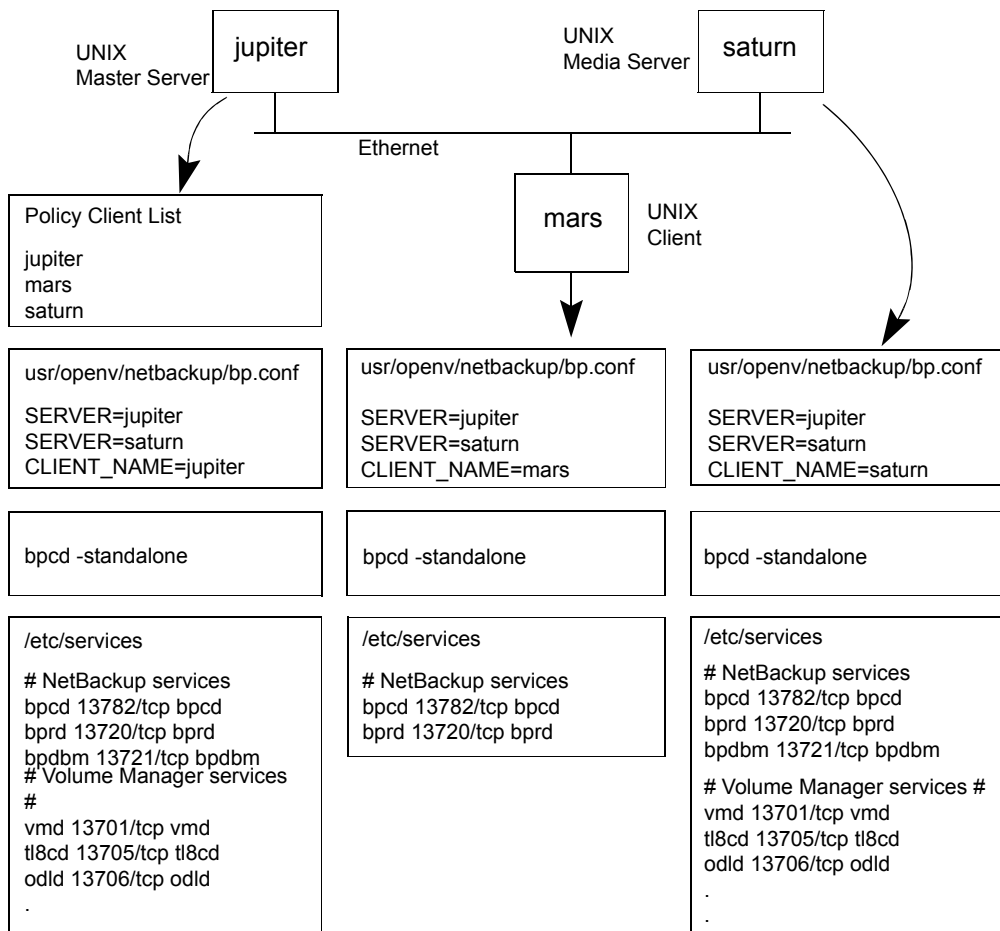 UNIX
Master Server
jupiter
UNIX
Media Server
saturn
Ethernet
mars
UNIX
Client
Policy Client List
jupiter
mars
saturn
usr/openv/netbackup/bp.conf
SERVER=jupiter
SERVER=saturn
CLIENT_NAME=jupiter
usr/openv/netbackup/bp.conf
SERVER=jupiter
SERVER=saturn
CLIENT_NAME=mars
usr/openv/netbackup/bp.conf
SERVER=jupiter
SERVER=saturn
CLIENT_NAME=saturn
bpcd -standalone
bpcd -standalone
bpcd -standalone
/etc/services
# NetBackup services
bpcd 13782/tcp bpcd
bprd 13720/tcp bprd
bpdbm 13721/tcp bpdbm
# Volume Manager services
#
vmd 13701/tcp vmd
tl8cd 13705/tcp tl8cd
odld 13706/tcp odld
.
/etc/services
# NetBackup services
bpcd 13782/tcp bpcd
bprd 13720/tcp bprd
/etc/services
# NetBackup services
bpcd 13782/tcp bpcd
bprd 13720/tcp bprd
bpdbm 13721/tcp bpdbm
# Volume Manager services #
vmd 13701/tcp vmd
tl8cd 13705/tcp tl8cd
odld 13706/tcp odld
.
.